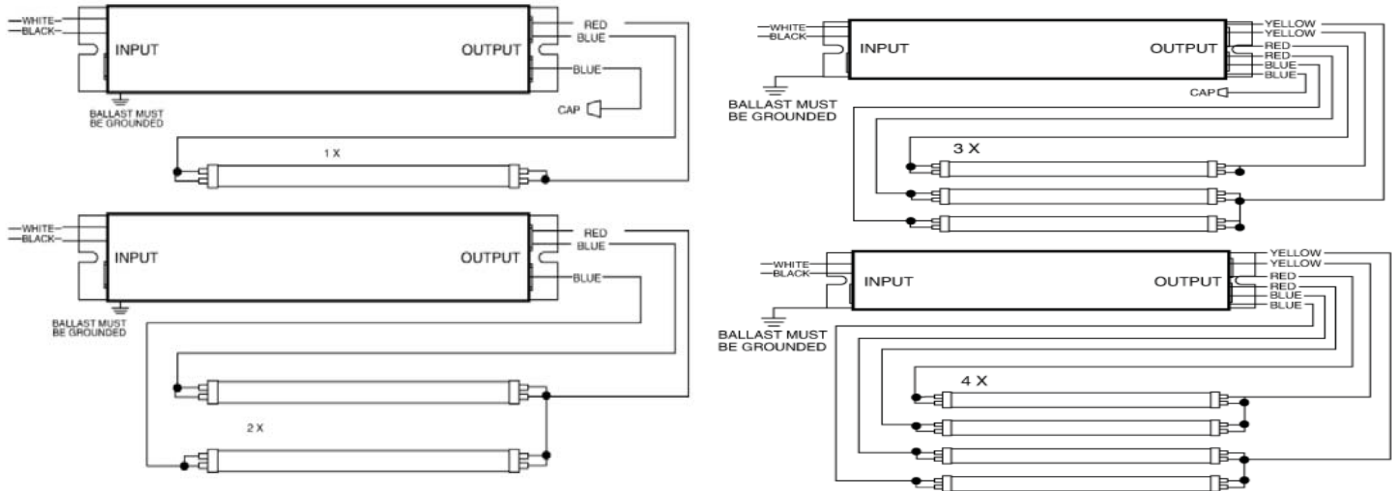 WHITE
BLACK
INPUT
OUTPUT
RED
BLUE
BLUE
CAP
BALLAST MUST
BE GROUNDED
1 X
WHITE
BLACK
INPUT
OUTPUT
RED
BLUE
BLUE
BALLAST MUST
BE GROUNDED
2 X
WHITE
BLACK
INPUT
OUTPUT
YELLOW
YELLOW
RED
RED
BLUE
BLUE
CAP
BALLAST MUST
BE GROUNDED
3 X
WHITE
BLACK
INPUT
OUTPUT
YELLOW
YELLOW
RED
RED
BLUE
BLUE
BALLAST MUST
BE GROUNDED
4 X